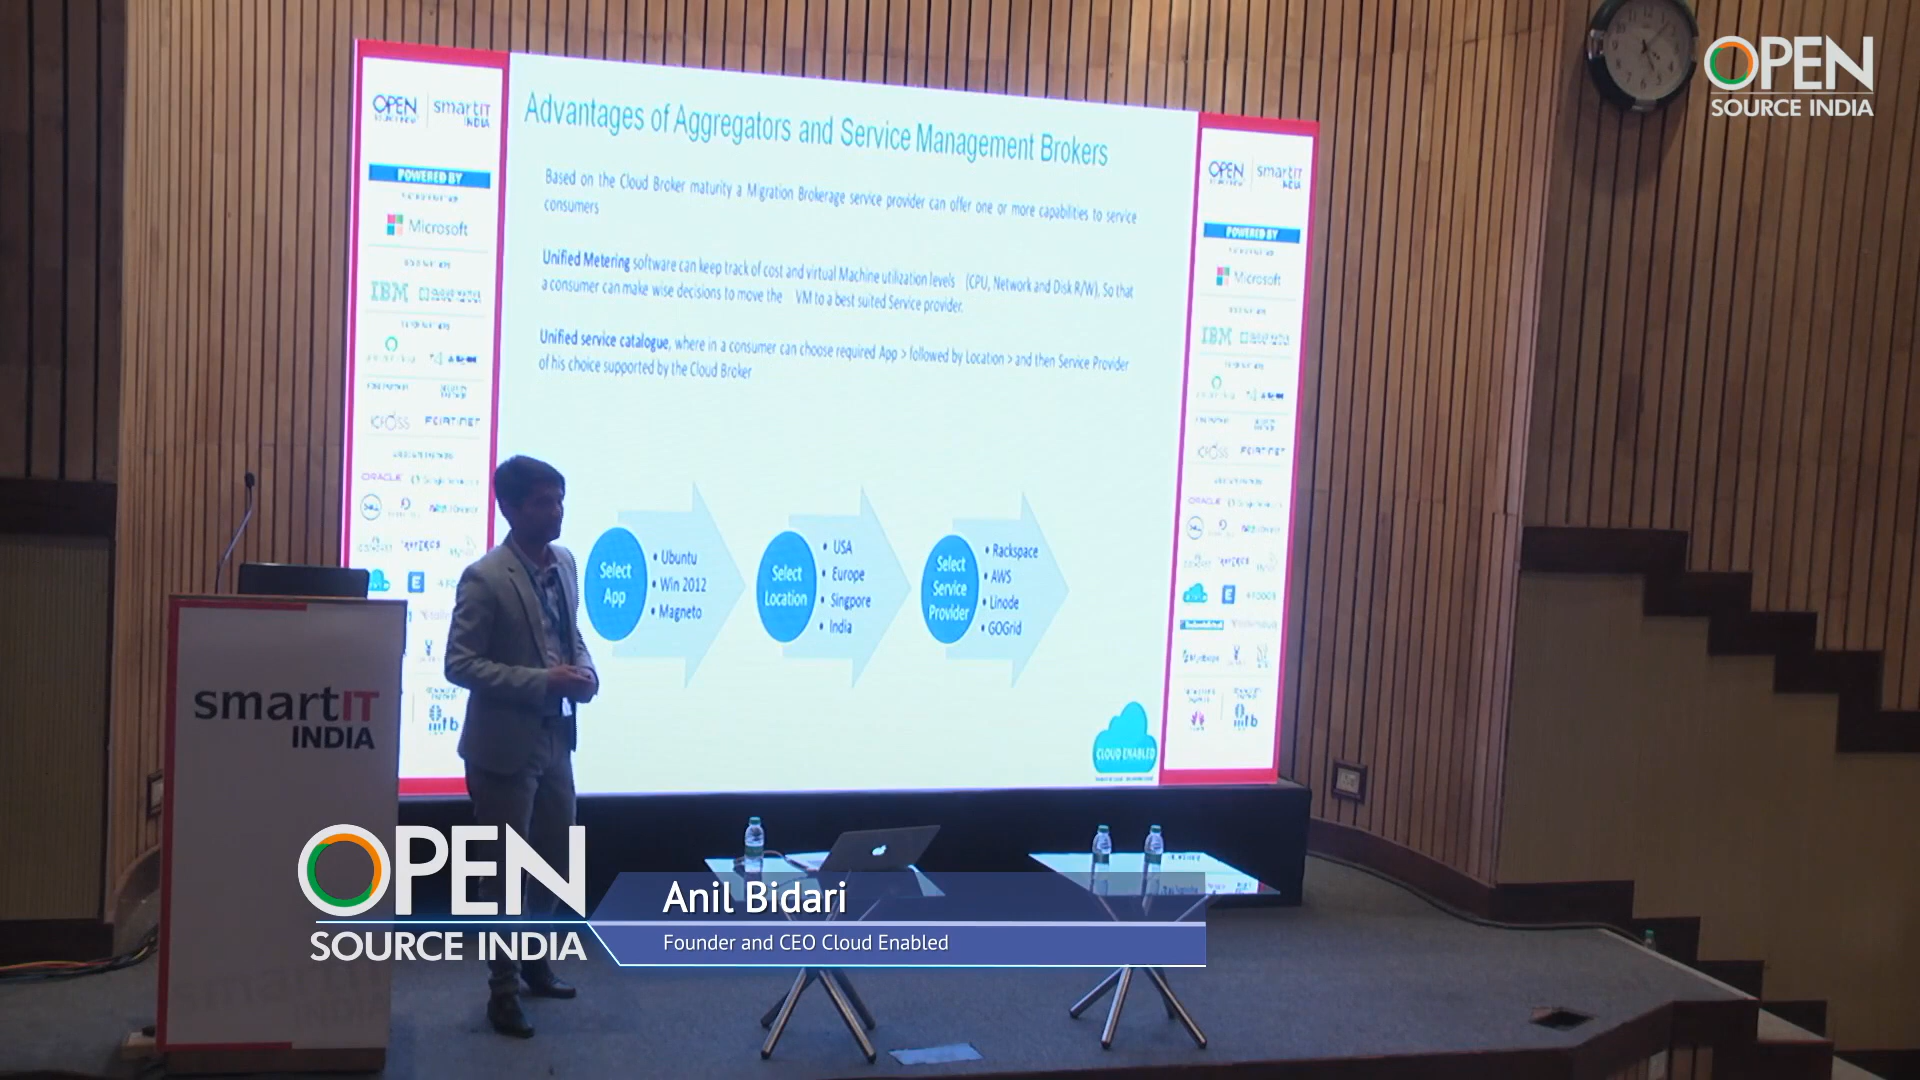 OPEN
SOURCE INDIA
OPEN
smartIT
INDIA
POWERED BY
Microsoft
IBM
ICFOSS
FORTINET
ORACLE
DELL
Advantages of Aggregators and Service Management Brokers
Based on the Cloud Broker maturity a Migration Brokerage service provider can offer one or more capabilities to service
consumers
Unified Metering software can keep track of cost and virtual Machine utilization levels (CPU, Network and Disk R/W). So that
a consumer can make wise decisions to move the VM to a best suited Service provider.
Unified service catalogue, where in a consumer can choose required App > followed by Location > and then Service Provider
of his choice supported by the Cloud Broker
Select
App
• Ubuntu
• Win 2012
• Magneto
Select
Location
• USA
• Europe
• Singpore
• India
Select
Service
Provider
• Rackspace
• AWS
• Linode
• GOGrid
CLOUD ENABLED
OPEN
smartIT
INDIA
POWERED BY
Microsoft
IBM
ICFOSS
FORTINET
ORACLE
smartIT
INDIA
OPEN
SOURCE INDIA
Anil Bidari
Founder and CEO Cloud Enabled